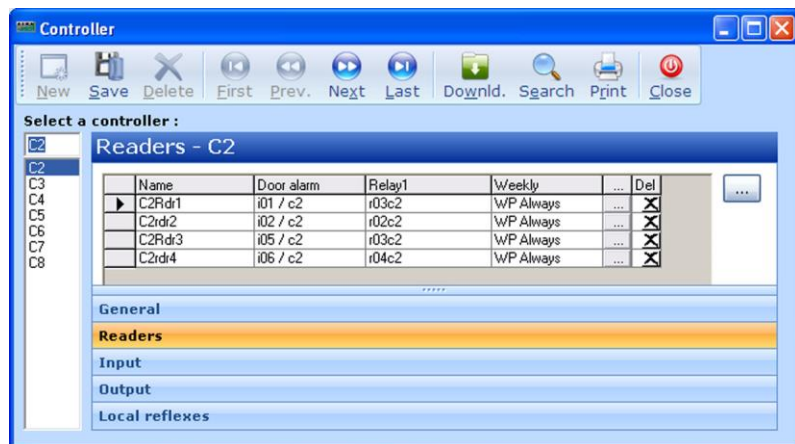 Controller
New Save Delete First Prev. Next Last Downld. Search Print Close
Select a controller :
C2
C2
C3
C4
C5
C6
C7
C8
Readers - C2
Name Door alarm Relay1 Weekly ... Del
C2Rdr1 i01 / c2 r03c2 WP Always ... X
C2rdr2 i02 / c2 r02c2 WP Always ... X
C2Rdr3 i05 / c2 r03c2 WP Always ... X
C2rdr4 i06 / c2 r04c2 WP Always ... X
...
General
Readers
Input
Output
Local reflexes